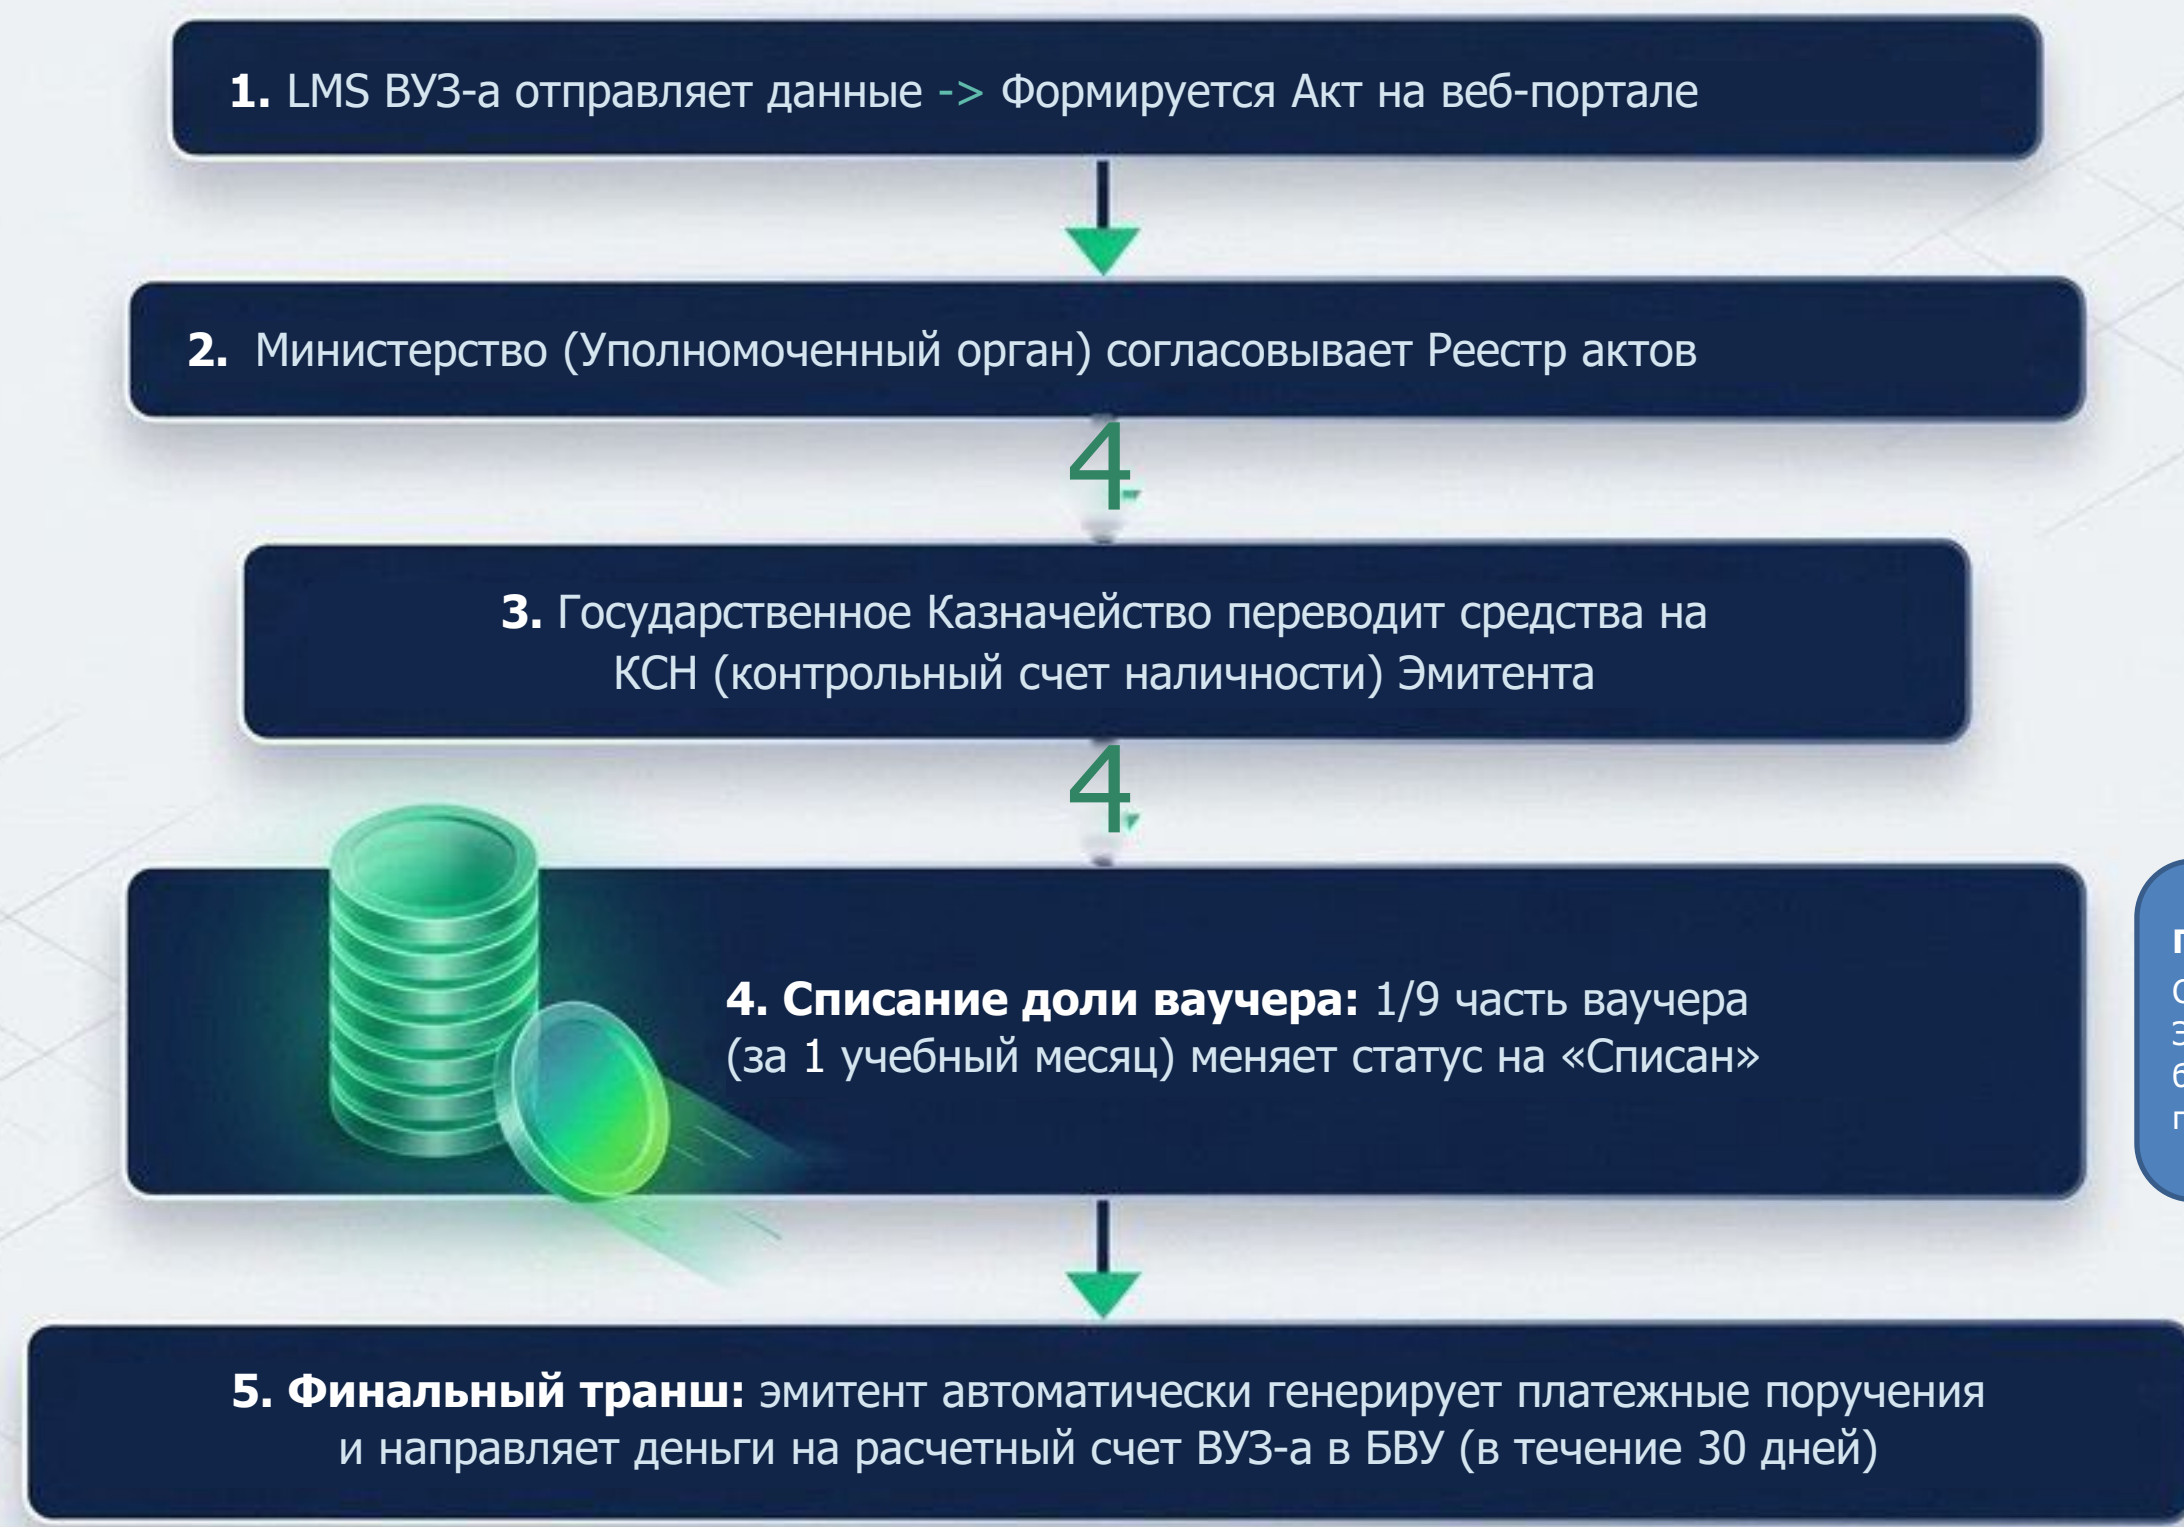 1. LMS ВУЗ-а отправляет данные -> Формируется Акт на веб-портале
2. Министерство (Уполномоченный орган) согласовывает Реестр актов
4
3. Государственное Казначейство переводит средства на
КСН (контрольный счет наличности) Эмитента
4
4. Списание доли ваучера: 1/9 часть ваучера
(за 1 учебный месяц) меняет статус на «Списан»
5. Финальный транш: эмитент автоматически генерирует платежные поручения
и направляет деньги на расчетный счет ВУЗ-а в БВУ (в течение 30 дней)